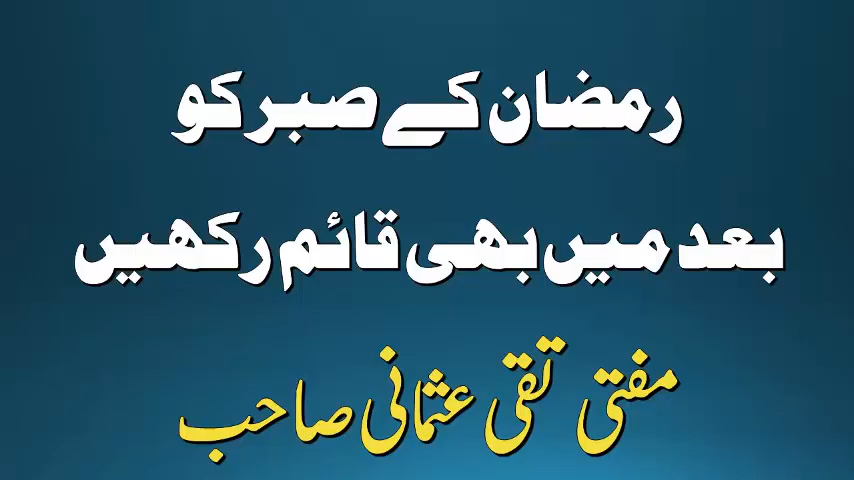 رمضان کے صبر کو
بعد میں بھی قائم رکھیں
مفتی تقی عثمانی صاحب